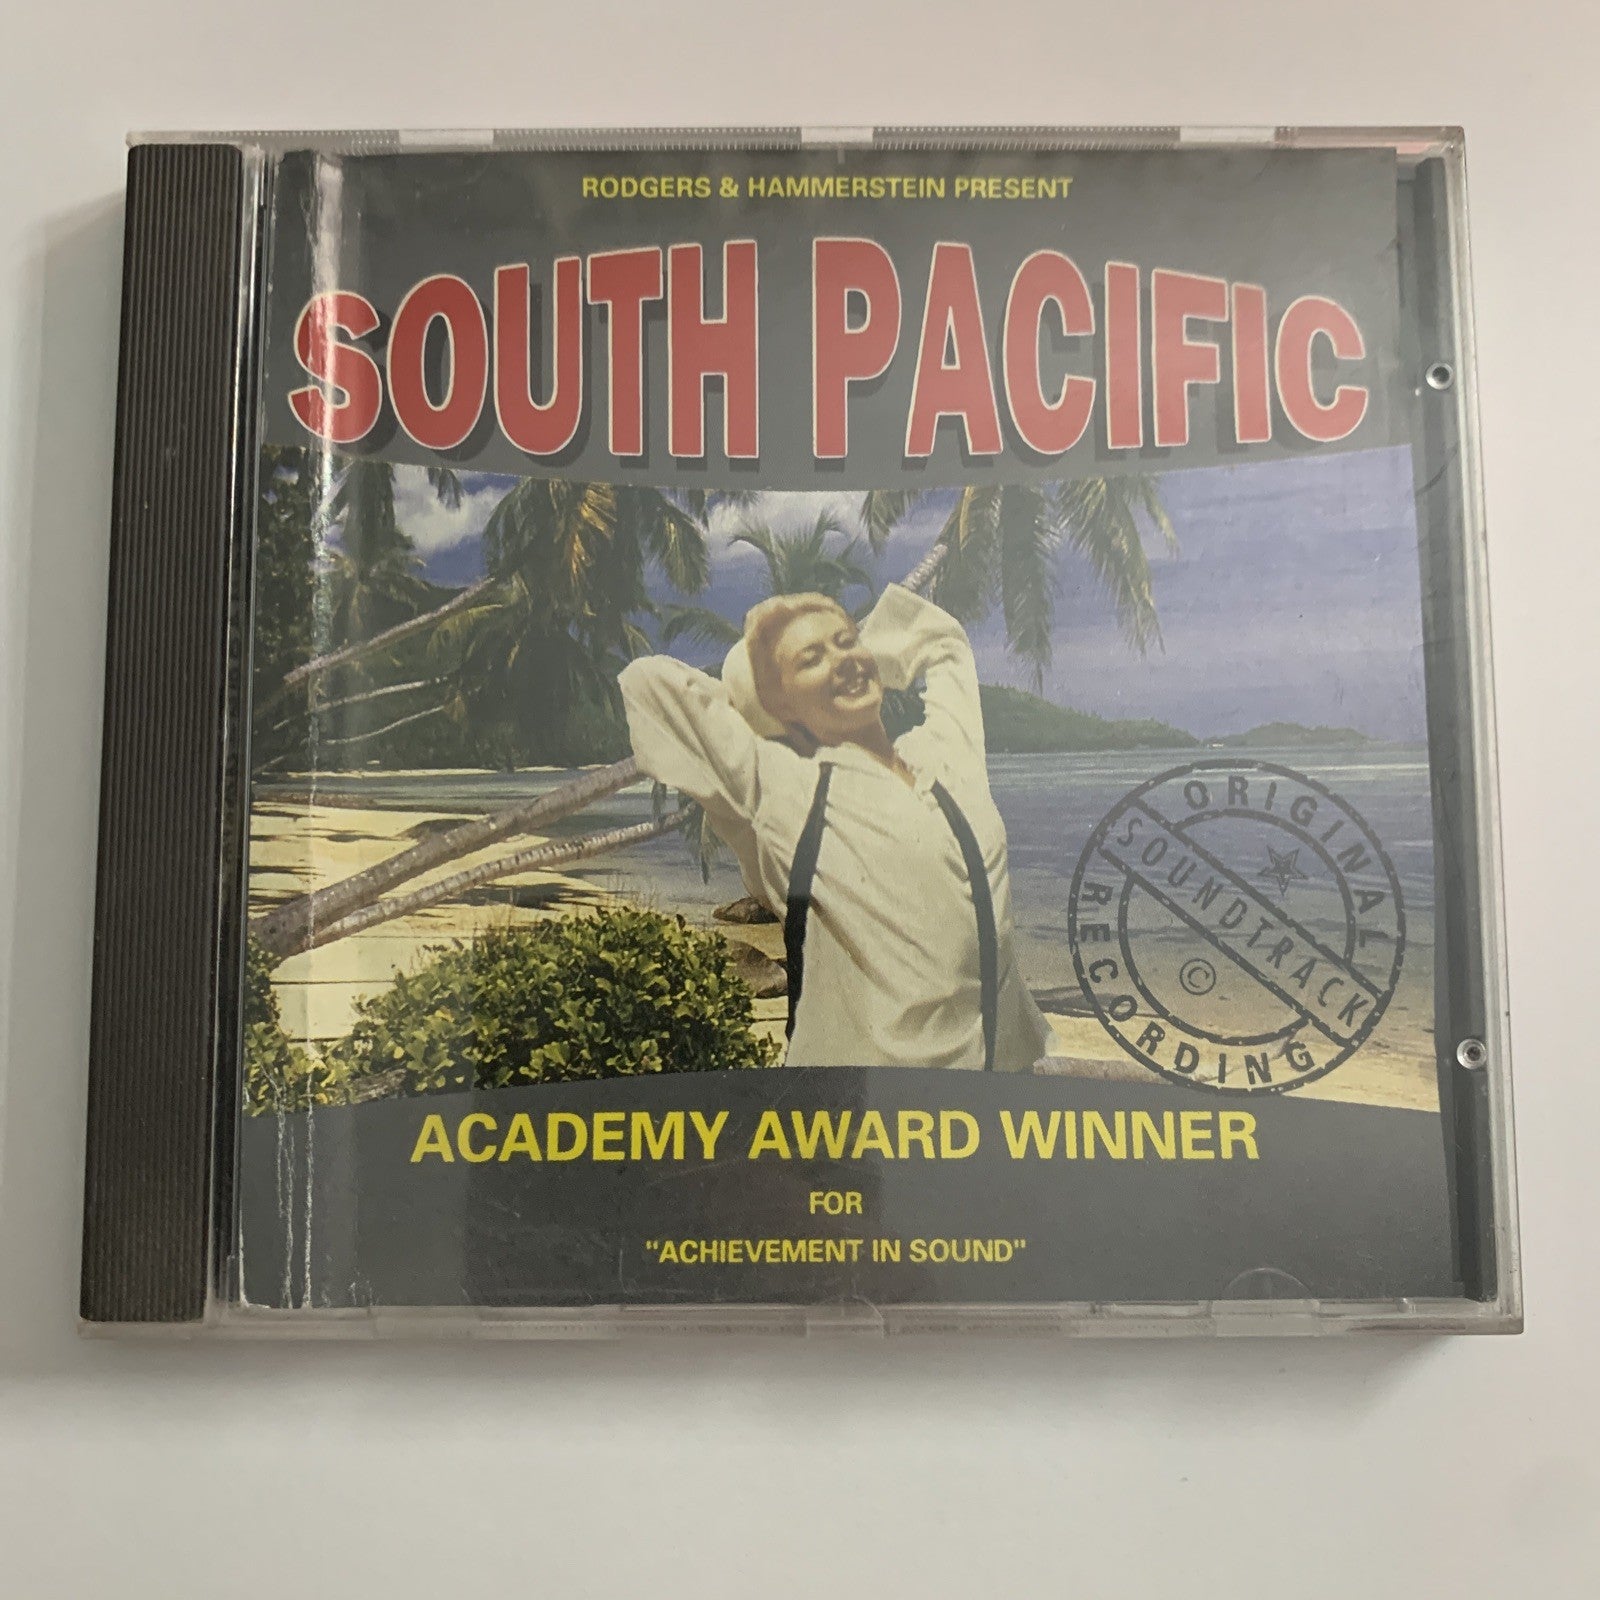 RODGERS & HAMMERSTEIN PRESENT
SOUTH PACIFIC
ORIGINAL
SOUNDTRACK
©
RECORDING
ACADEMY AWARD WINNER
FOR
"ACHIEVEMENT IN SOUND"